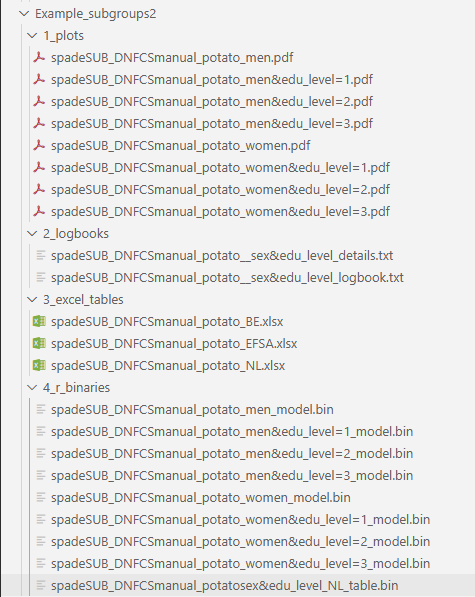 Example_subgroups2
1_plots
spadeSUB_DNFCSmanual_potato_men.pdf
spadeSUB_DNFCSmanual_potato_men&edu_level=1.pdf
spadeSUB_DNFCSmanual_potato_men&edu_level=2.pdf
spadeSUB_DNFCSmanual_potato_men&edu_level=3.pdf
spadeSUB_DNFCSmanual_potato_women.pdf
spadeSUB_DNFCSmanual_potato_women&edu_level=1.pdf
spadeSUB_DNFCSmanual_potato_women&edu_level=2.pdf
spadeSUB_DNFCSmanual_potato_women&edu_level=3.pdf
2_logbooks
spadeSUB_DNFCSmanual_potato__sex&edu_level_details.txt
spadeSUB_DNFCSmanual_potato__sex&edu_level_logbook.txt
3_excel_tables
spadeSUB_DNFCSmanual_potato_BE.xlsx
spadeSUB_DNFCSmanual_potato_EFSA.xlsx
spadeSUB_DNFCSmanual_potato_NL.xlsx
4_r_binaries
spadeSUB_DNFCSmanual_potato_men_model.bin
spadeSUB_DNFCSmanual_potato_men&edu_level=1_model.bin
spadeSUB_DNFCSmanual_potato_men&edu_level=2_model.bin
spadeSUB_DNFCSmanual_potato_men&edu_level=3_model.bin
spadeSUB_DNFCSmanual_potato_women_model.bin
spadeSUB_DNFCSmanual_potato_women&edu_level=1_model.bin
spadeSUB_DNFCSmanual_potato_women&edu_level=2_model.bin
spadeSUB_DNFCSmanual_potato_women&edu_level=3_model.bin
spadeSUB_DNFCSmanual_potatosex&edu_level_NL_table.bin